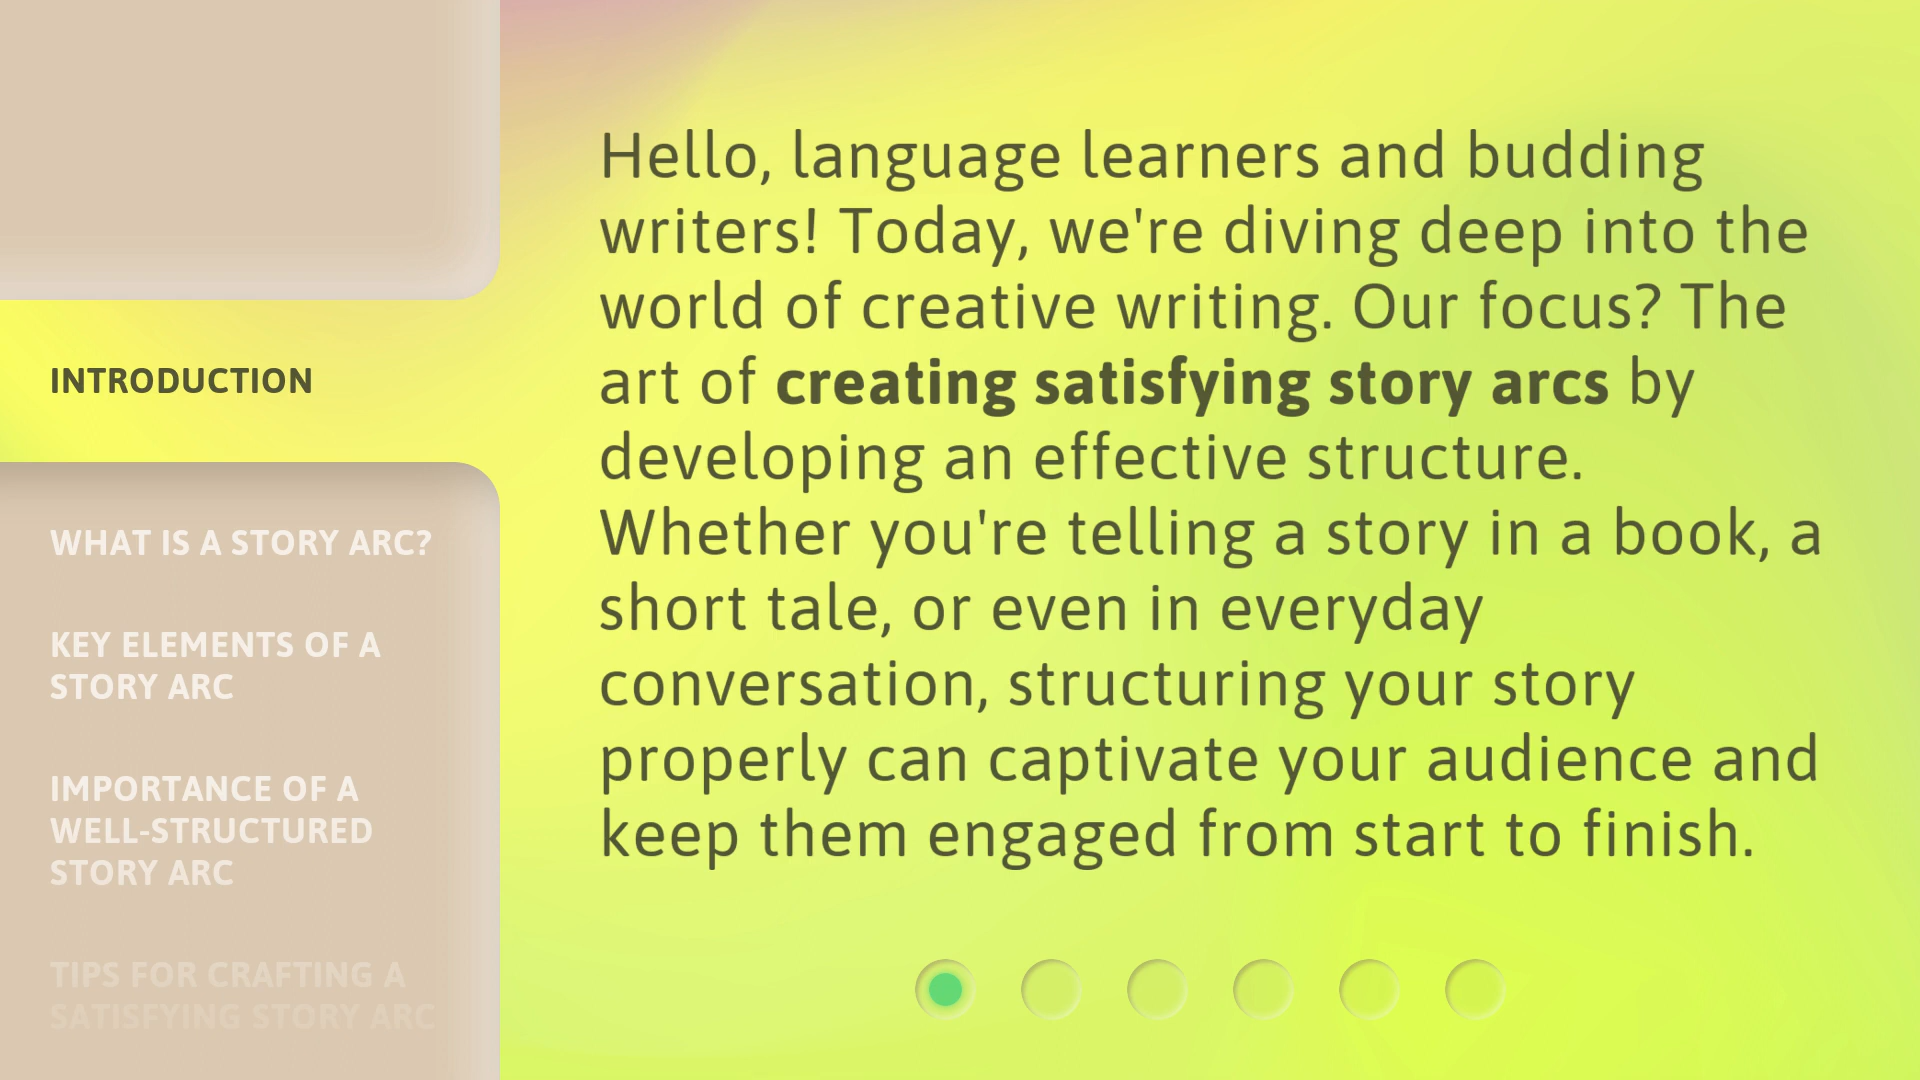 INTRODUCTION
WHAT IS A STORY ARC?
KEY ELEMENTS OF A
STORY ARC
IMPORTANCE OF A
WELL-STRUCTURED
STORY ARC
TIPS FOR CRAFTING A
SATISFYING STORY ARC
Hello, language learners and budding
writers! Today, we're diving deep into the
world of creative writing. Our focus? The
art of creating satisfying story arcs by
developing an effective structure.
Whether you're telling a story in a book, a
short tale, or even in everyday
conversation, structuring your story
properly can captivate your audience and
keep them engaged from start to finish.